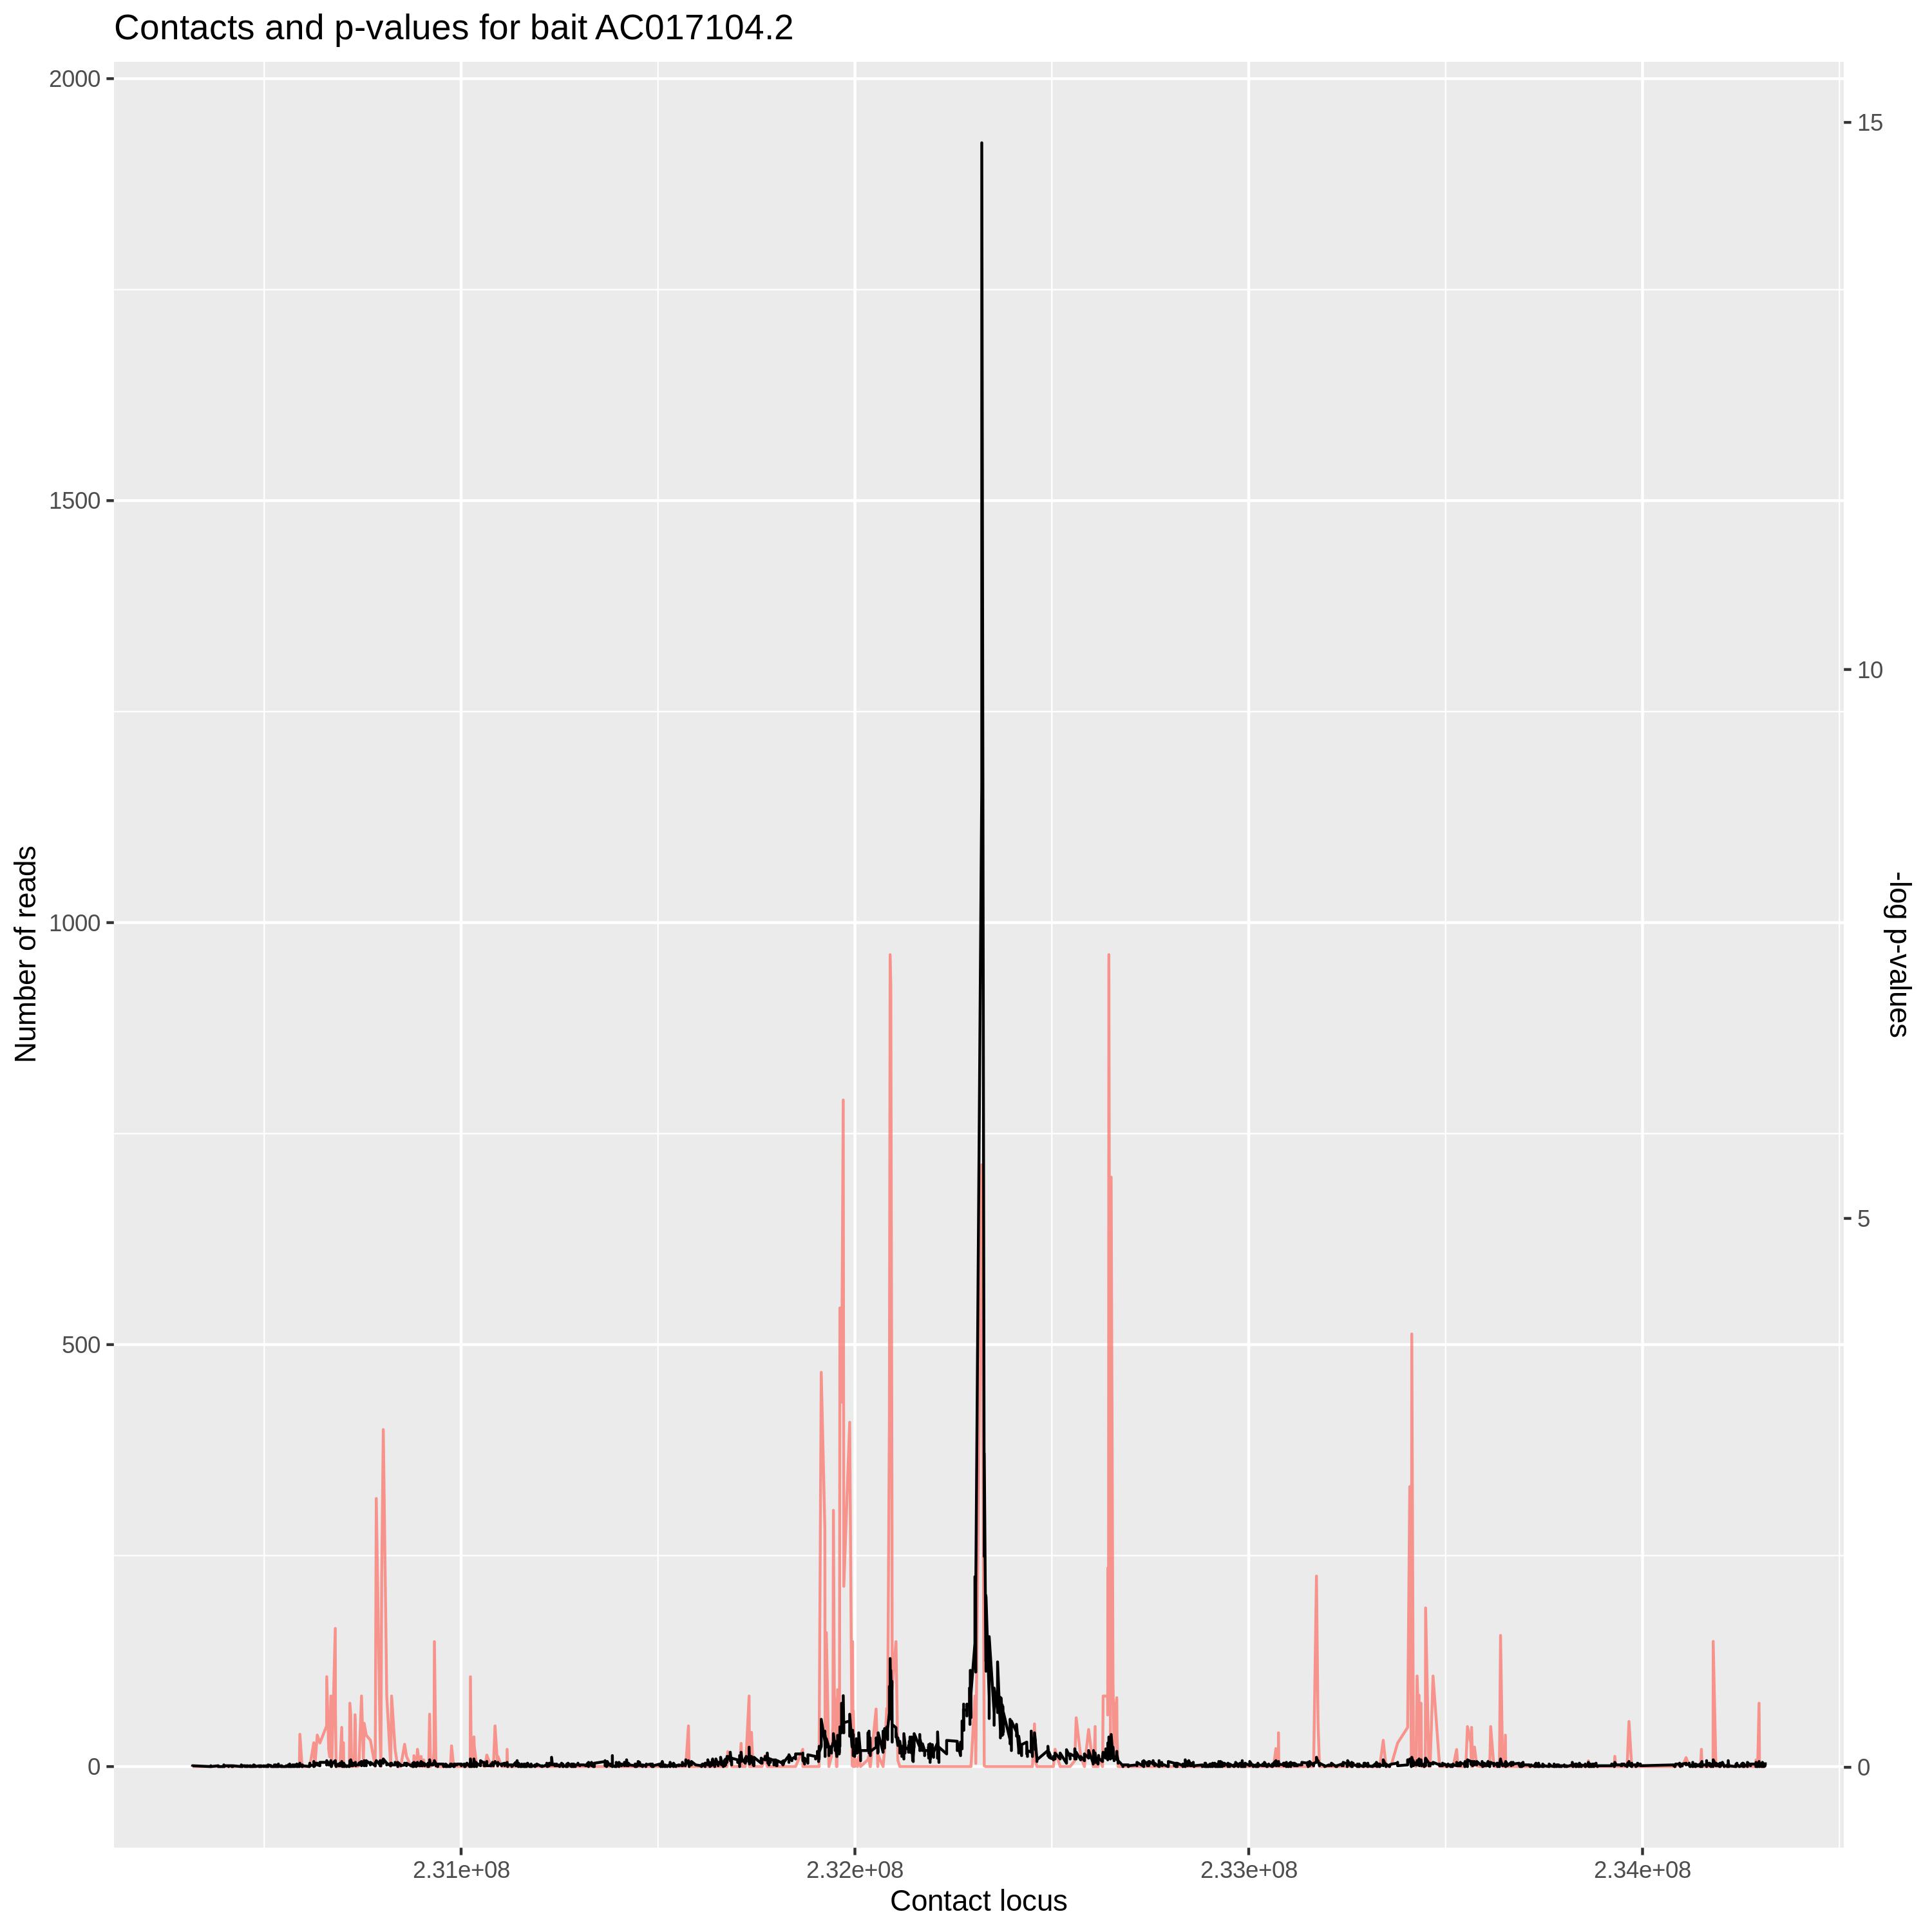 Contacts and p-values for bait AC017104.2
2000
1500
1000
500
0
Number of reads
15
10
5
0
-log p-values
2.31e+08
2.32e+08
2.33e+08
2.34e+08
Contact locus